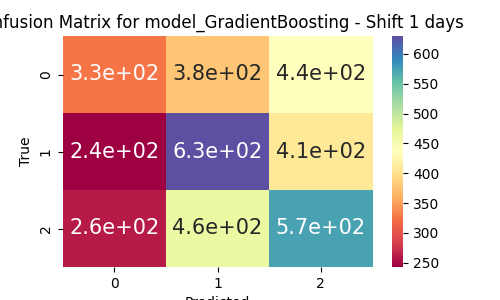 nfusion Matrix for model_GradientBoosting - Shift 1 days
0 3.3e+02 3.8e+02 4.4e+02
1 2.4e+02 6.3e+02 4.1e+02
2 2.6e+02 4.6e+02 5.7e+02
True
0 1 2
Predicted
600
550
500
450
400
350
300
250